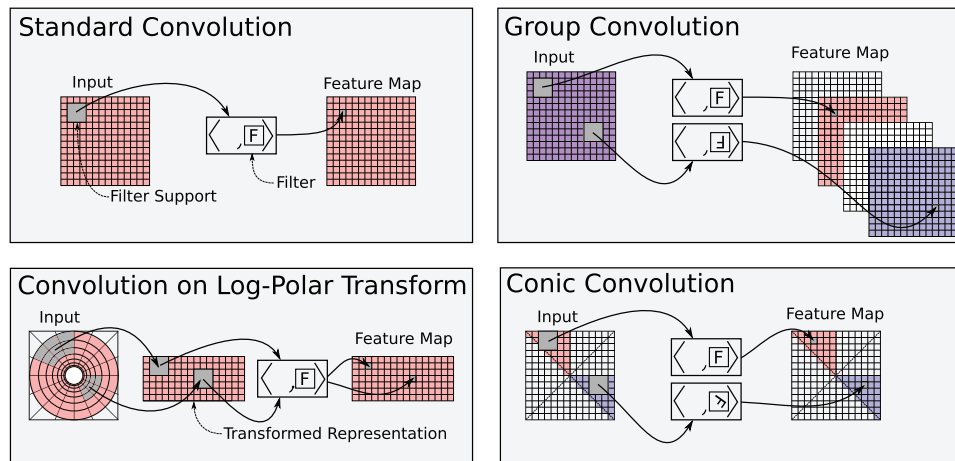 Standard Convolution
Input
Feature Map
⟨ ,F⟩
Filter
Filter Support
Group Convolution
Input
Feature Map
⟨ ,F⟩
⟨ ,F⟩
Convolution on Log-Polar Transform
Input
Feature Map
⟨ ,F⟩
Transformed Representation
Conic Convolution
Input
Feature Map
⟨ ,F⟩
⟨ ,F⟩